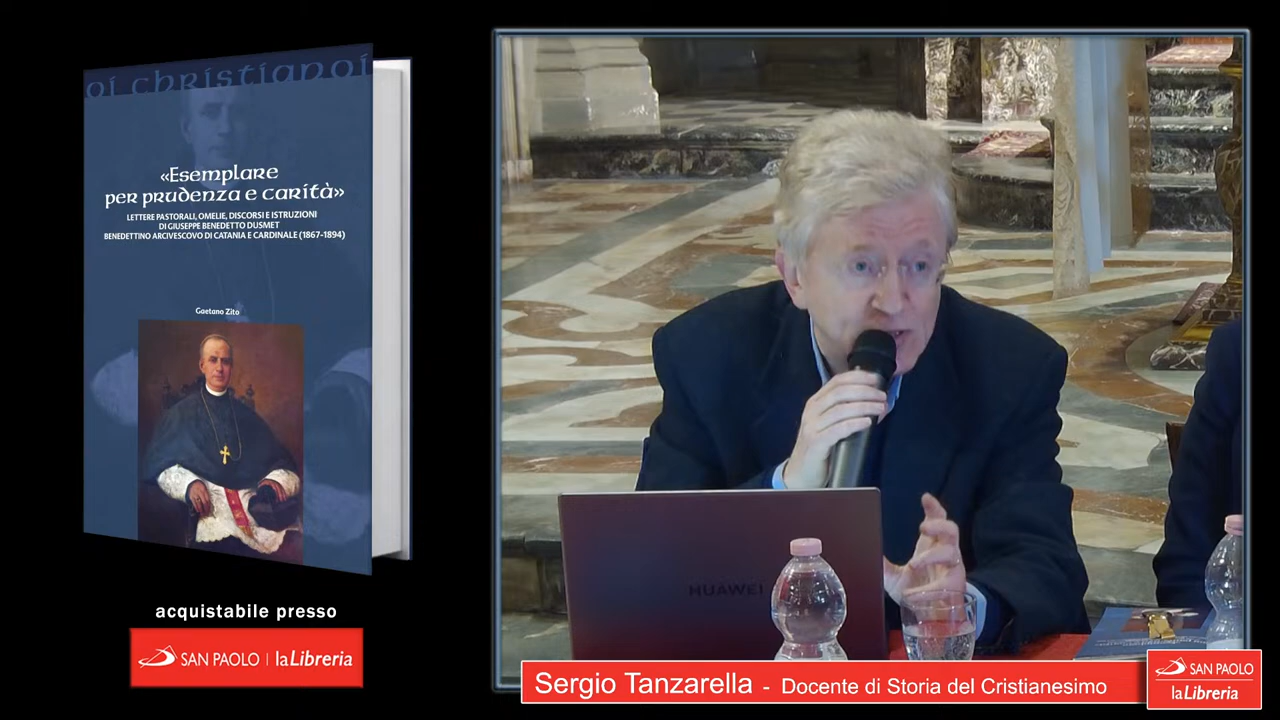 oi christianoi
«Esemplare
per prudenza e carità»
LETTERE PASTORALI, OMELIE, DISCORSI E ISTRUZIONI
DI GIUSEPPE BENEDETTO DUSMET
BENEDETTINO ARCIVESCOVO DI CATANIA E CARDINALE (1867-1894)
Gaetano Zito
acquistabile presso
SAN PAOLO | laLibreria
HUAWEI
Sergio Tanzarella - Docente di Storia del Cristianesimo
SAN PAOLO
laLibreria